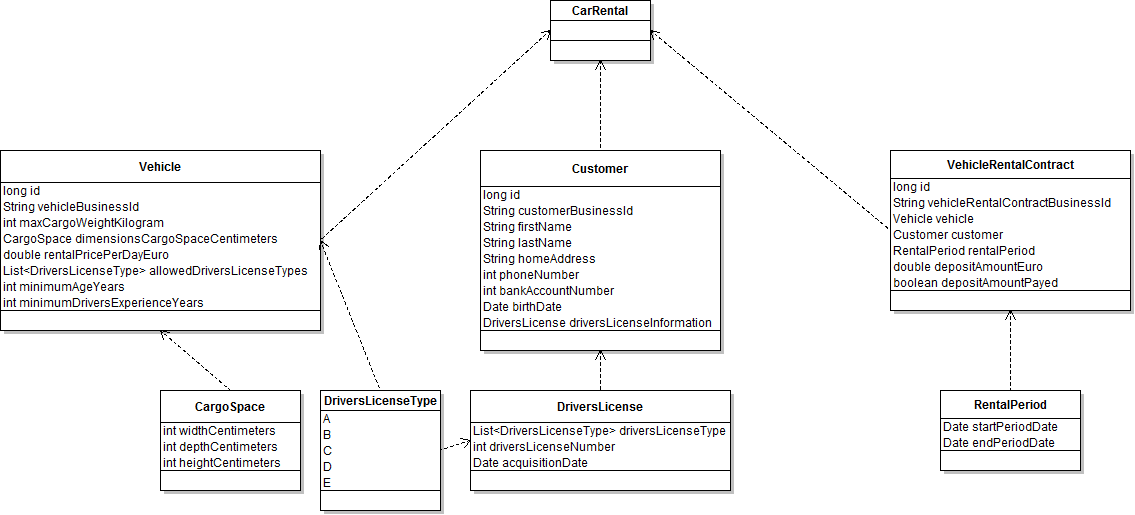 CarRental
Vehicle
long id
String vehicleBusinessId
int maxCargoWeightKilogram
CargoSpace dimensionsCargoSpaceCentimeters
double rentalPricePerDayEuro
List<DriversLicenseType> allowedDriversLicenseTypes
int minimumAgeYears
int minimumDriversExperienceYears
Customer
long id
String customerBusinessId
String firstName
String lastName
String homeAddress
int phoneNumber
int bankAccountNumber
Date birthDate
DriversLicense driversLicenseInformation
VehicleRentalContract
long id
String vehicleRentalContractBusinessId
Vehicle vehicle
Customer customer
RentalPeriod rentalPeriod
double depositAmountEuro
boolean depositAmountPayed
CargoSpace
int widthCentimeters
int depthCentimeters
int heightCentimeters
DriversLicenseType
A
B
C
D
E
DriversLicense
List<DriversLicenseType> driversLicenseType
int driversLicenseNumber
Date acquisitionDate
RentalPeriod
Date startPeriodDate
Date endPeriodDate